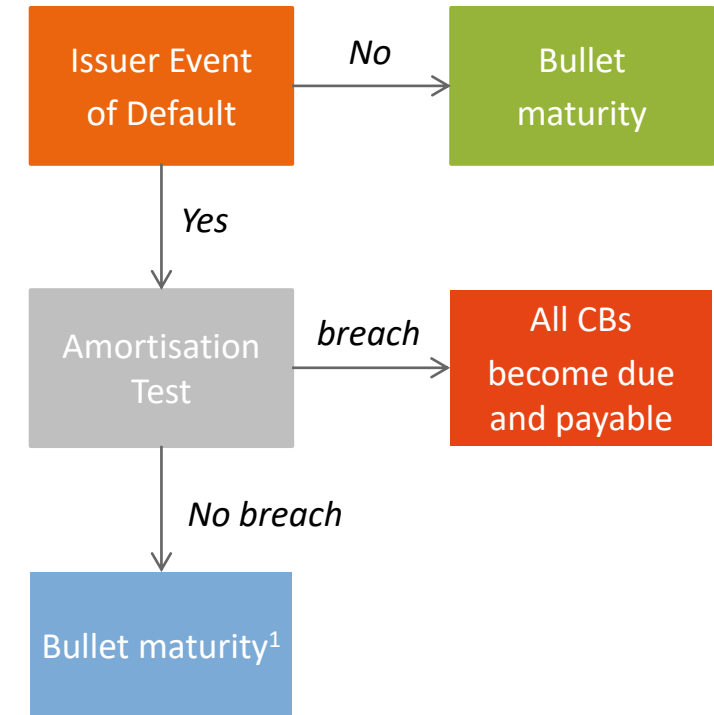 Issuer Event
of Default
No
Bullet
maturity
Yes
Amortisation
Test
breach
All CBs
become due
and payable
No breach
Bullet maturity¹